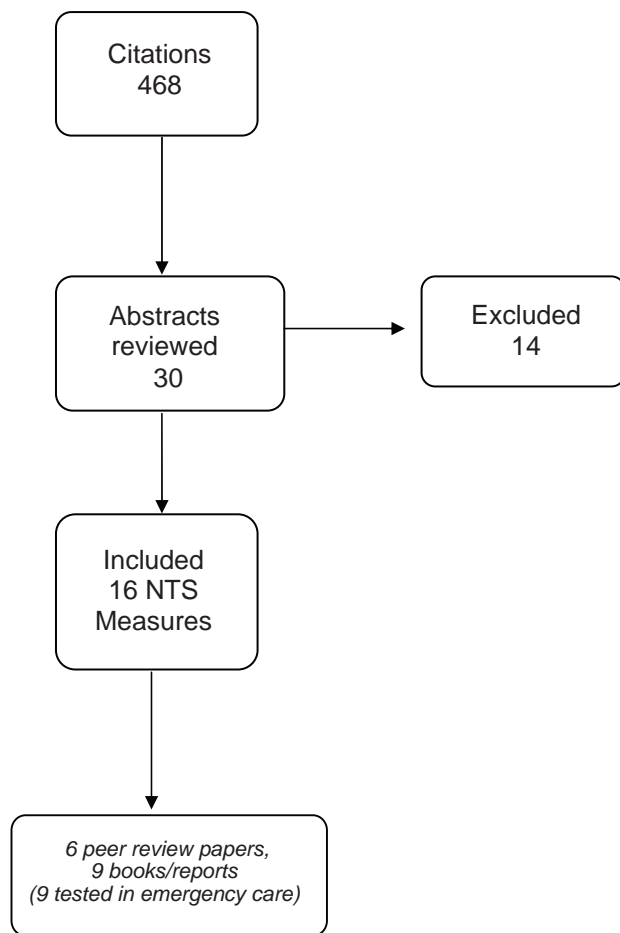 Citations
468
Abstracts
reviewed
30
Excluded
14
Included
16 NTS
Measures
6 peer review papers,
9 books/reports
(9 tested in emergency care)